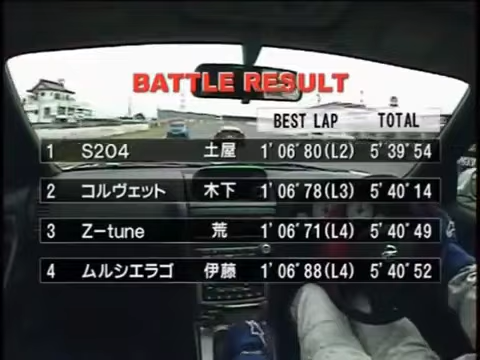 BATTLE RESULT
BEST LAP TOTAL
1 S204 土屋 1'06"80(L2) 5'39"54
2 コルヴェット 木下 1'06"78(L3) 5'40"14
3 Z-tune 荒 1'06"71(L4) 5'40"49
4 ムルシエラゴ 伊藤 1'06"88(L4) 5'40"52